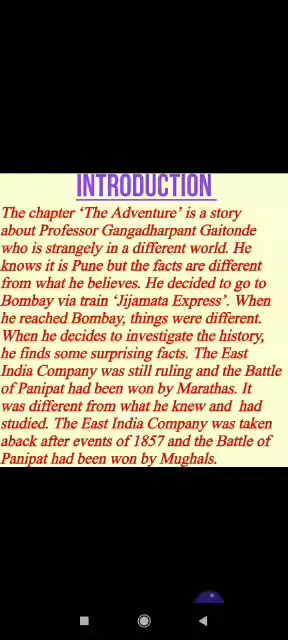 INTRODUCTION
The chapter ‘The Adventure’ is a story
about Professor Gangadharpant Gaitonde
who is strangely in a different world. He
knows it is Pune but the facts are different
from what he believes. He decided to go to
Bombay via train ‘Jijamata Express’. When
he reached Bombay, things were different.
When he decides to investigate the history,
he finds some surprising facts. The East
India Company was still ruling and the Battle
of Panipat had been won by Marathas. It
was different from what he knew and had
studied. The East India Company was taken
aback after events of 1857 and the Battle of
Panipat had been won by Mughals.